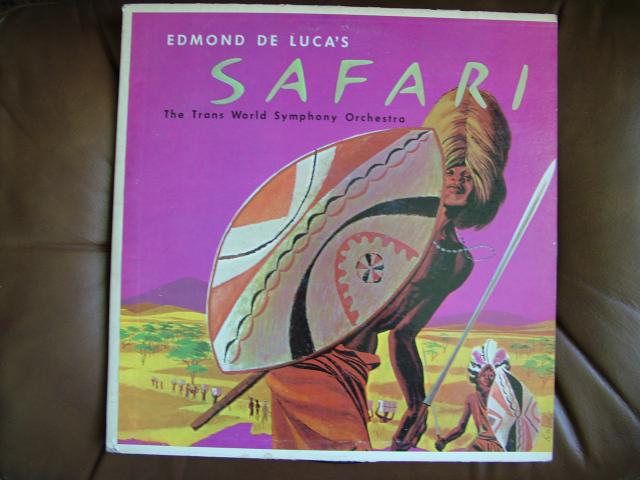 EDMOND DE LUCA'S
SAFARI
The Trans World Symphony Orchestra